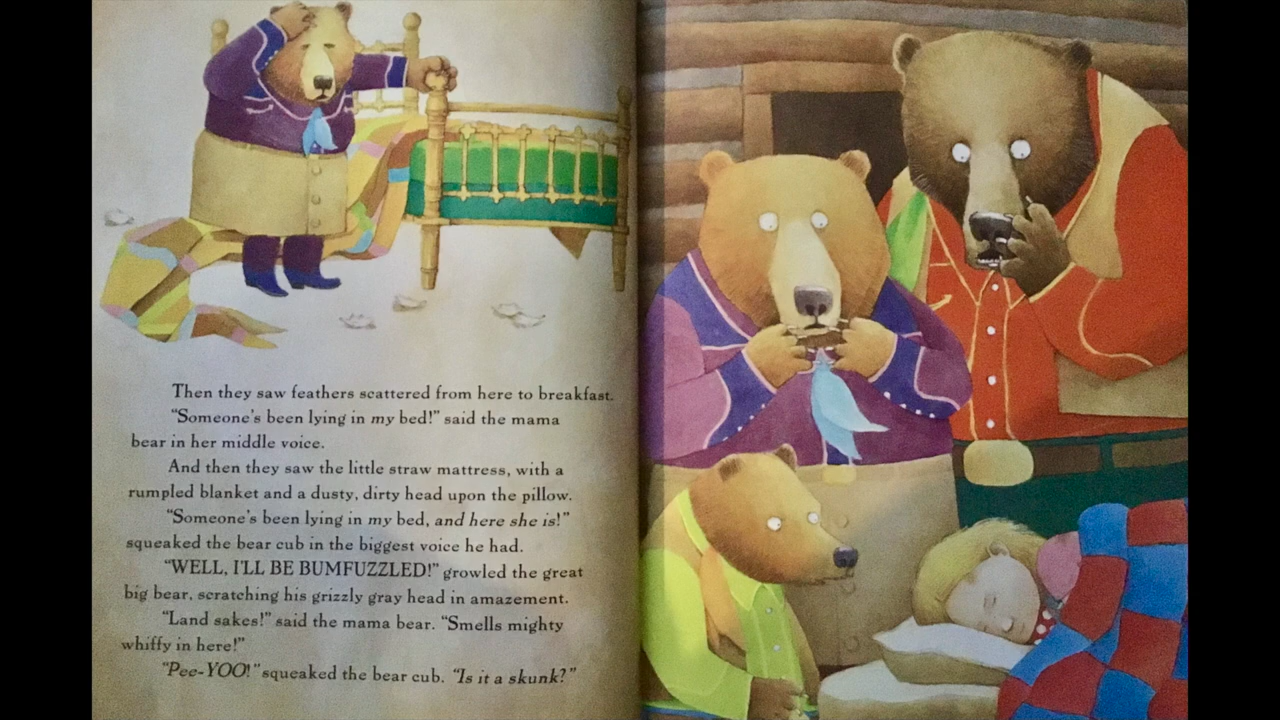 Then they saw feathers scattered from here to breakfast.
“Someone’s been lying in my bed!” said the mama
bear in her middle voice.
And then they saw the little straw mattress, with a
rumpled blanket and a dusty, dirty head upon the pillow.
“Someone’s been lying in my bed, and here she is!”
squeaked the bear cub in the biggest voice he had.
“WELL, I’LL BE BUMFUZZLED!” growled the great
big bear, scratching his grizzly gray head in amazement.
“Land sakes!” said the mama bear. “Smells mighty
whiffy in here!”
“Pee-YOO!” squeaked the bear cub. “Is it a skunk?”